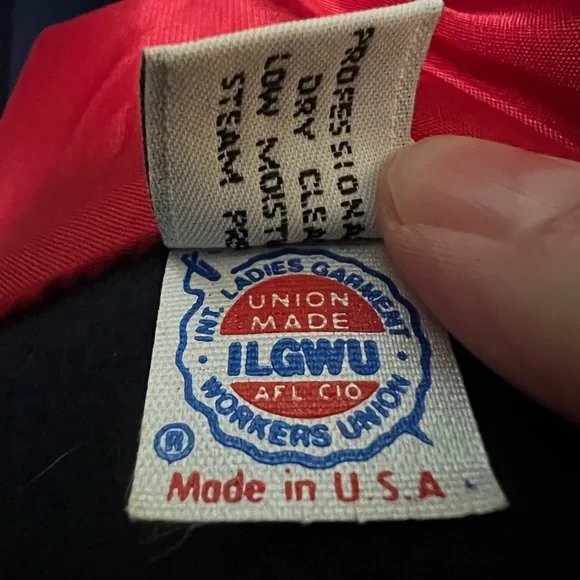 PROFESSIONA
DRY CLEA
LOW MOIST
STEAM PR
INT. LADIES GARMENT
UNION
MADE
ILGWU
AFL CIO
WORKERS UNION
®
Made in U.S.A